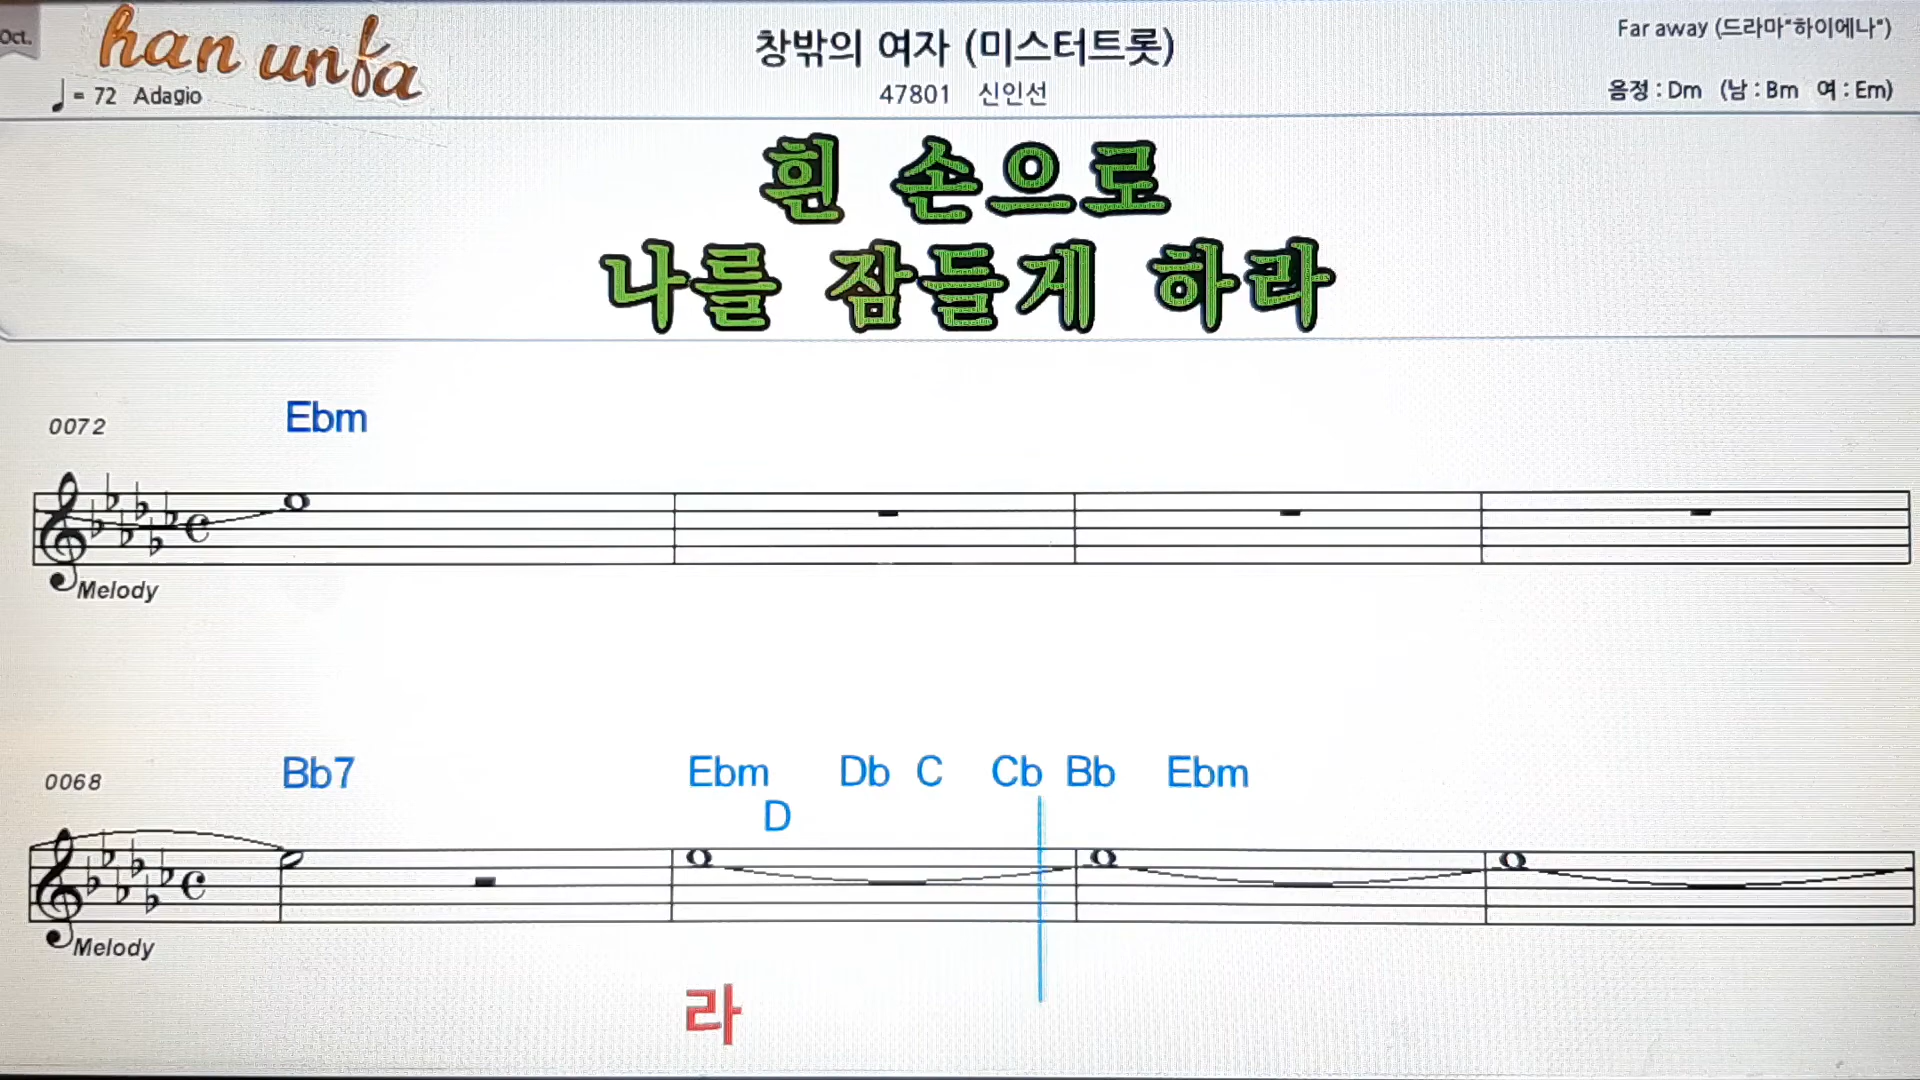 Oct.
han unfa
창밖의 여자 (미스터트롯)
Far away (드라마"하이에나")
= 72 Adagio
47801 신인선
음정 : Dm (남 : Bm 여 : Em)
흰 손으로
나를 잠들게 하라
0072 Ebm
Melody
0068 Bb7 Ebm Db C Cb Bb Ebm
D
Melody
라